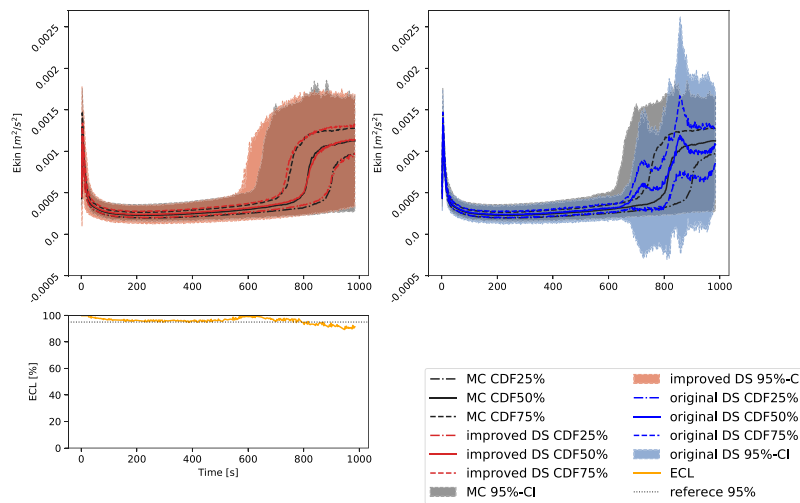 0.0025
0.002
0.0015
0.001
0.0005
0.0
-0.0005
Ekin [m²/s²]
0 200 400 600 800 1000
0.0025
0.002
0.0015
0.001
0.0005
0.0
-0.0005
Ekin [m²/s²]
0 200 400 600 800 1000
100
80
60
40
20
0
ECL [%]
0 200 400 600 800 1000
Time [s]
MC CDF25%
MC CDF50%
MC CDF75%
improved DS CDF25%
improved DS CDF50%
improved DS CDF75%
MC 95%-CI
improved DS 95%-C
original DS CDF25%
original DS CDF50%
original DS CDF75%
original DS 95%-CI
ECL
referece 95%